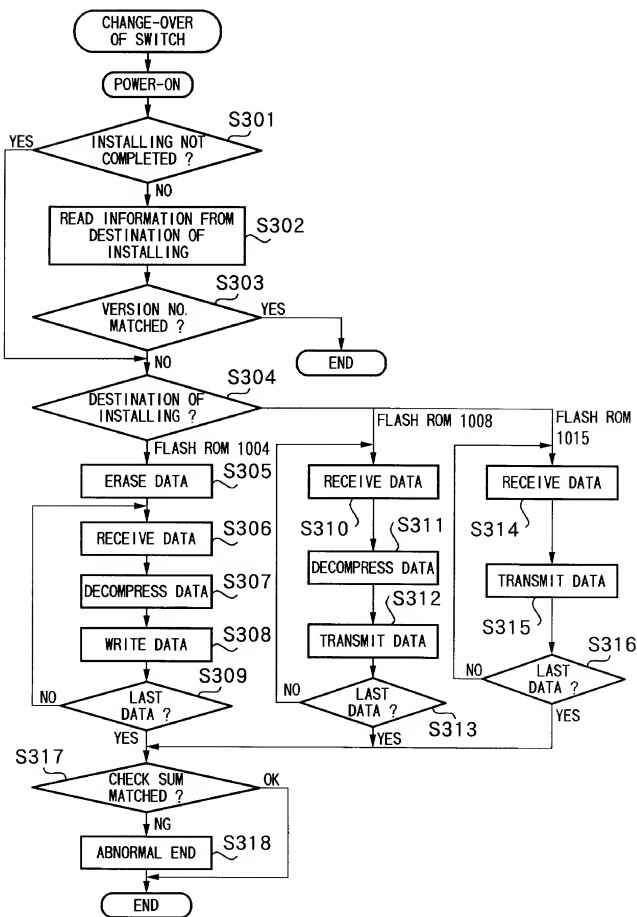 CHANGE-OVER
OF SWITCH
POWER-ON
S301
YES
INSTALLING NOT
COMPLETED ?
NO
READ INFORMATION FROM
DESTINATION OF
INSTALLING
S302
S303
VERSION NO.
MATCHED ?
YES
NO
END
S304
DESTINATION OF
INSTALLING ?
FLASH ROM 1004
FLASH ROM 1008
FLASH ROM
1015
ERASE DATA
S305
RECEIVE DATA
S306
DECOMPRESS DATA
S307
WRITE DATA
S308
S309
NO
LAST
DATA ?
YES
RECEIVE DATA
S310
S311
DECOMPRESS DATA
S312
TRANSMIT DATA
NO
LAST
DATA ?
S313
YES
RECEIVE DATA
S314
TRANSMIT DATA
S315
S316
NO
LAST
DATA ?
YES
S317
CHECK SUM
MATCHED ?
OK
NG
ABNORMAL END
S318
END